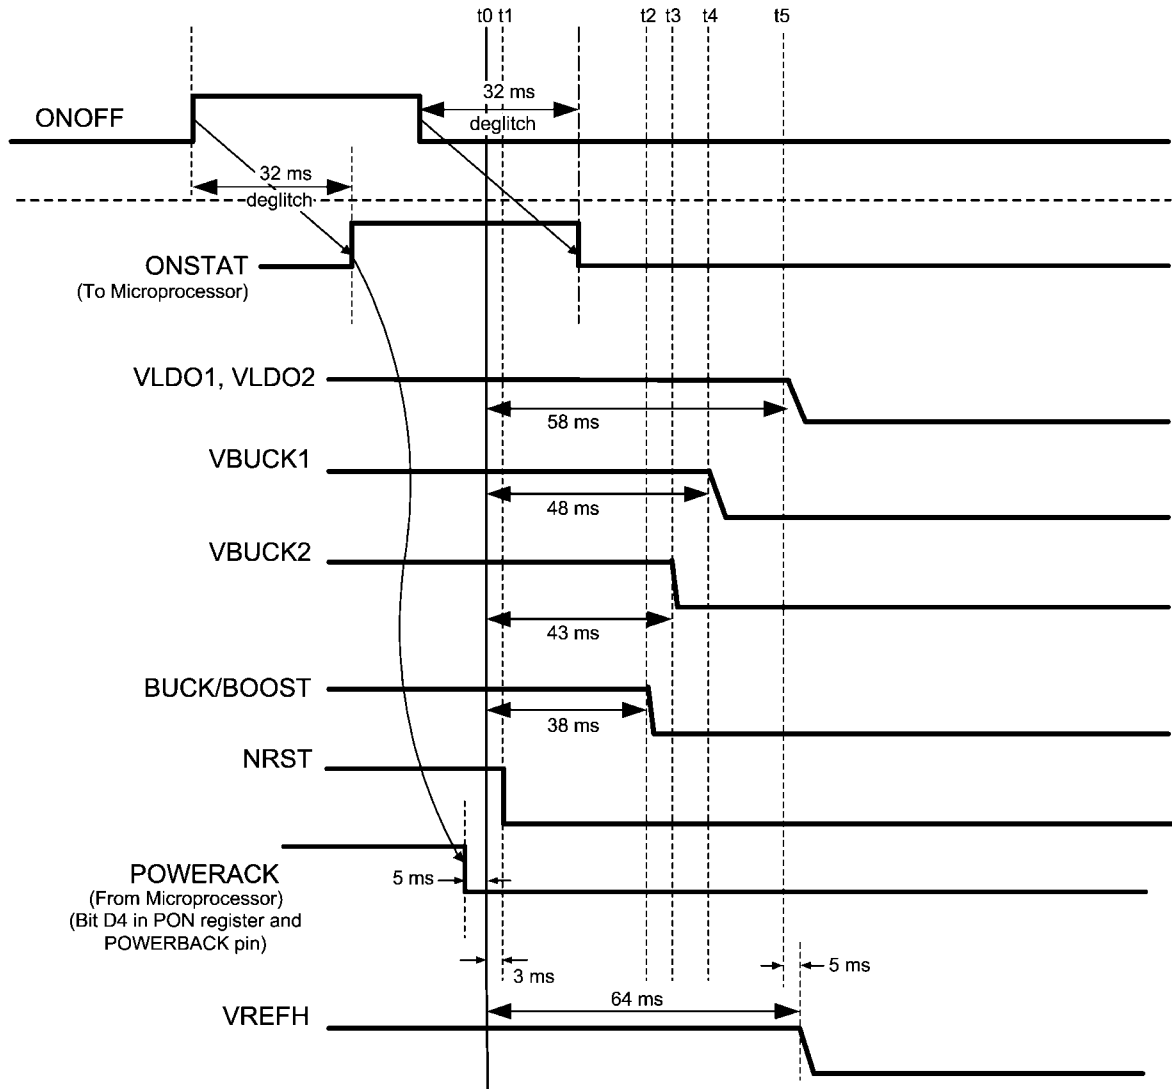 t0 t1 t2 t3 t4 t5
32 ms
deglitch
ONOFF
32 ms
deglitch
ONSTAT
(To Microprocessor)
VLDO1, VLDO2
58 ms
VBUCK1
48 ms
VBUCK2
43 ms
BUCK/BOOST
38 ms
NRST
POWERACK
5 ms
(From Microprocessor)
(Bit D4 in PON register and
POWERBACK pin)
3 ms
5 ms
64 ms
VREFH